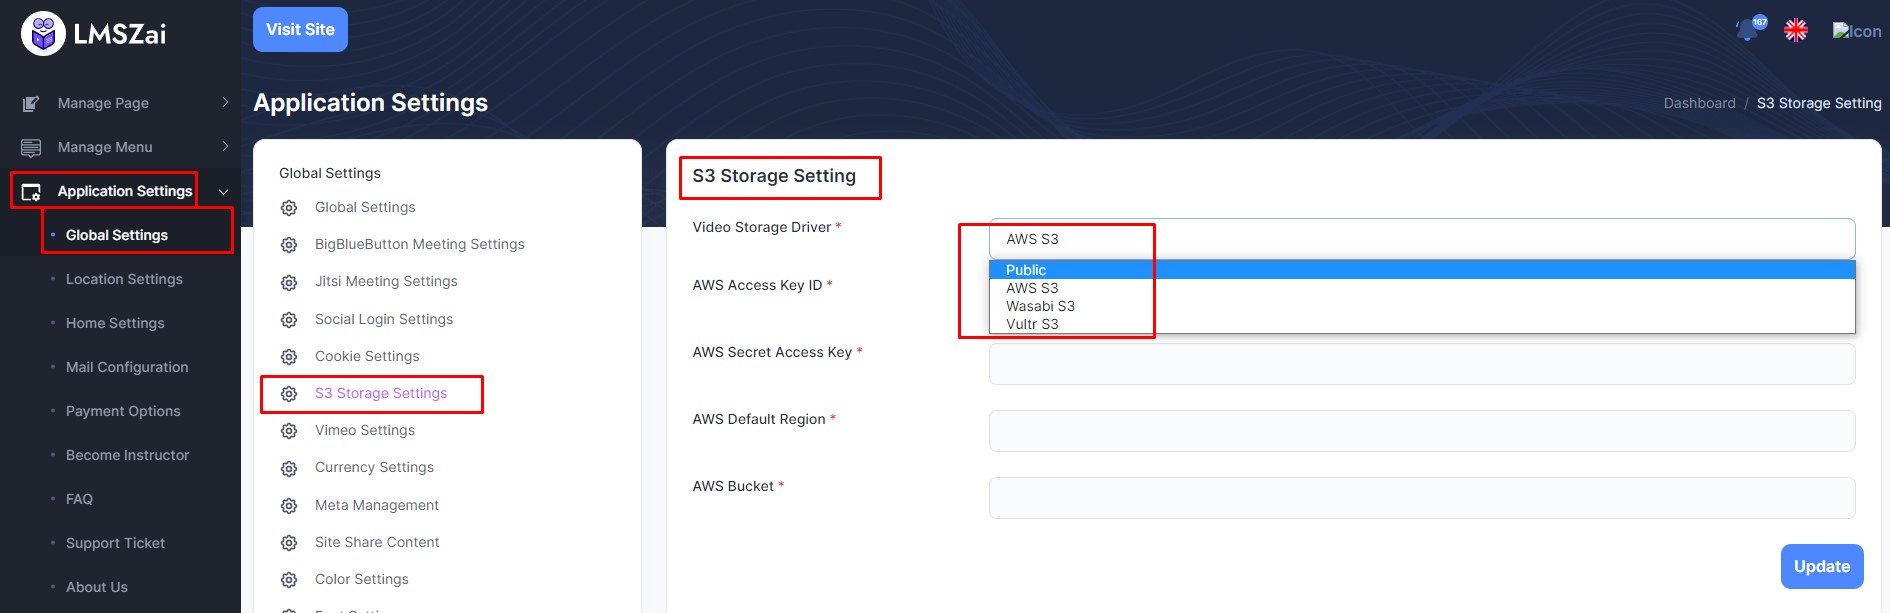 LMSZai
Visit Site
167
Icon
Manage Page
Manage Menu
Application Settings
Global Settings
Location Settings
Home Settings
Mail Configuration
Payment Options
Become Instructor
FAQ
Support Ticket
About Us
Application Settings
Dashboard / S3 Storage Setting
Global Settings
Global Settings
BigBlueButton Meeting Settings
Jitsi Meeting Settings
Social Login Settings
Cookie Settings
S3 Storage Settings
Vimeo Settings
Currency Settings
Meta Management
Site Share Content
Color Settings
S3 Storage Setting
Video Storage Driver *
AWS S3
Public
AWS S3
Wasabi S3
Vultr S3
AWS Access Key ID *
AWS Secret Access Key *
AWS Default Region *
AWS Bucket *
Update